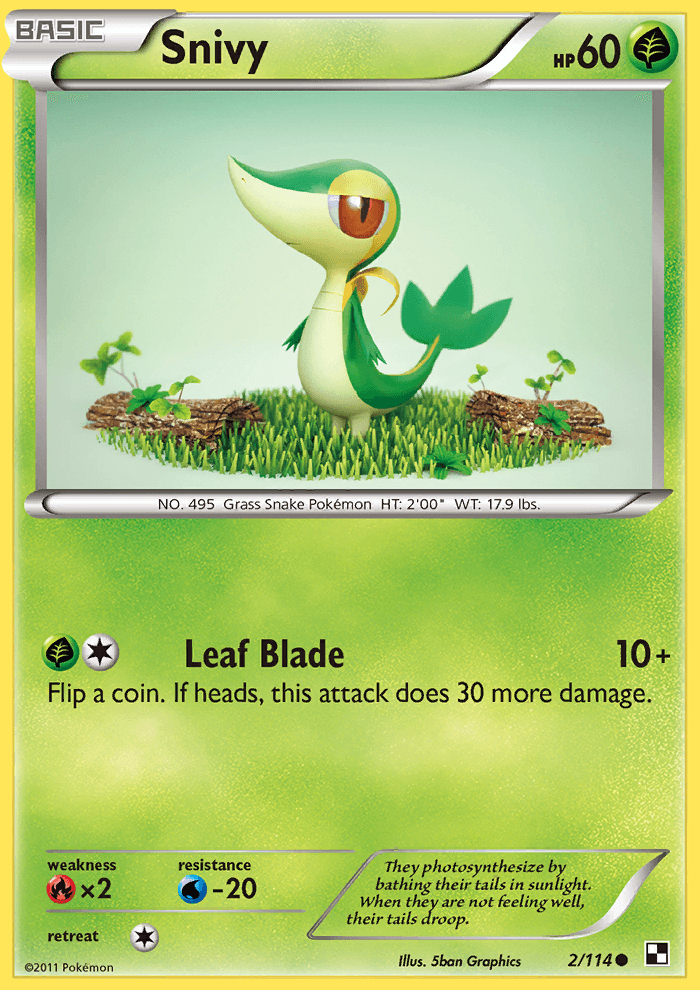 BASIC
Snivy
HP60
NO. 495 Grass Snake Pokémon HT: 2'00" WT: 17.9 lbs.
Leaf Blade 10+
Flip a coin. If heads, this attack does 30 more damage.
weakness resistance
×2 -20
They photosynthesize by
bathing their tails in sunlight.
When they are not feeling well,
their tails droop.
retreat
©2011 Pokémon
Illus. 5ban Graphics
2/114